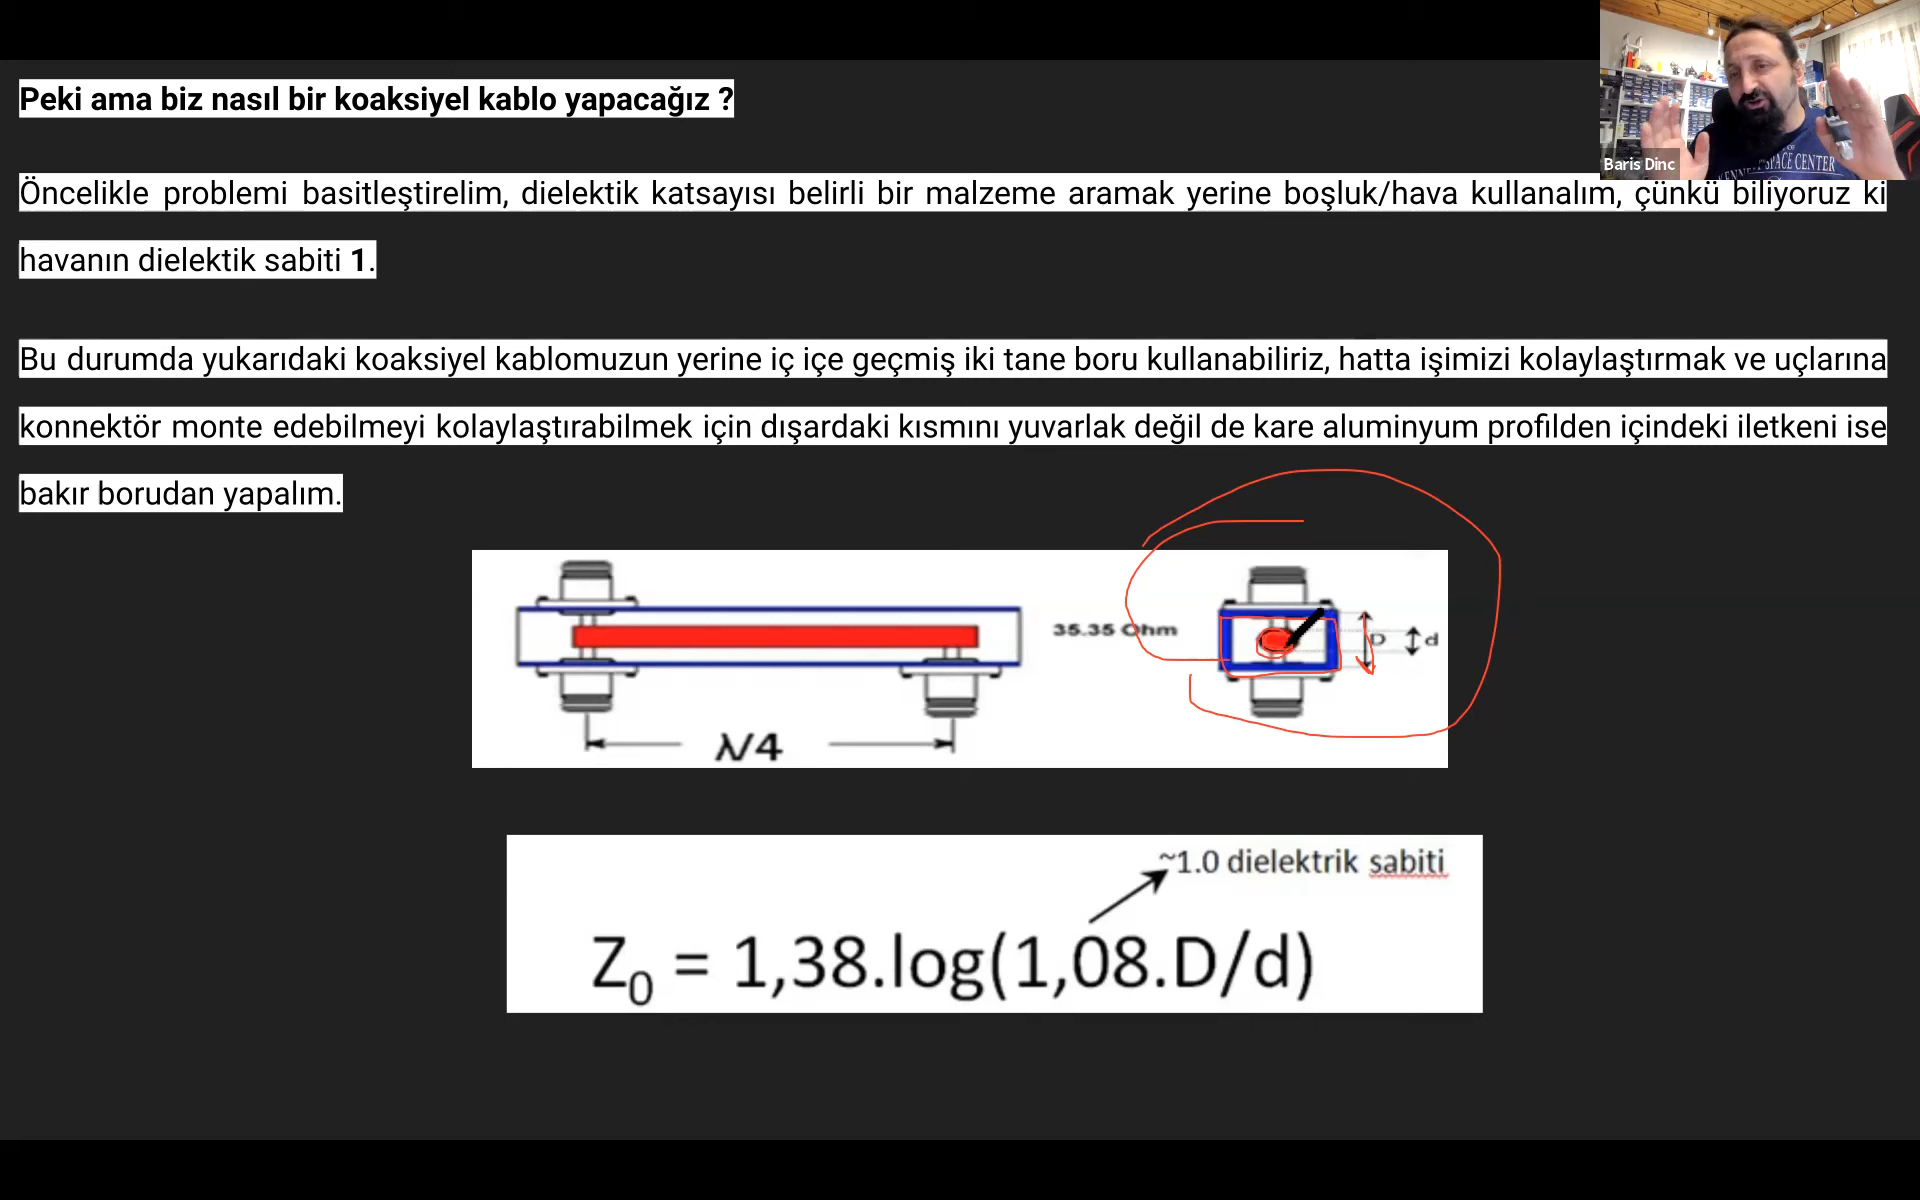 Peki ama biz nasıl bir koaksiyel kablo yapacağız ?
Baris Dinc
SPACE CENTER
Öncelikle problemi basitleştirelim, dielektik katsayısı belirli bir malzeme aramak yerine boşluk/hava kullanalım, çünkü biliyoruz ki
havanın dielektik sabiti 1.
Bu durumda yukarıdaki koaksiyel kablomuzun yerine iç içe geçmiş iki tane boru kullanabiliriz, hatta işimizi kolaylaştırmak ve uçlarına
konnektör monte edebilmeyi kolaylaştırabilmek için dışardaki kısmını yuvarlak değil de kare aluminyum profilden içindeki iletkeni ise
bakır borudan yapalım.
35.35 Ohm
D
d
λ/4
~1.0 dielektrik sabiti
Z0 = 1,38.log(1,08.D/d)